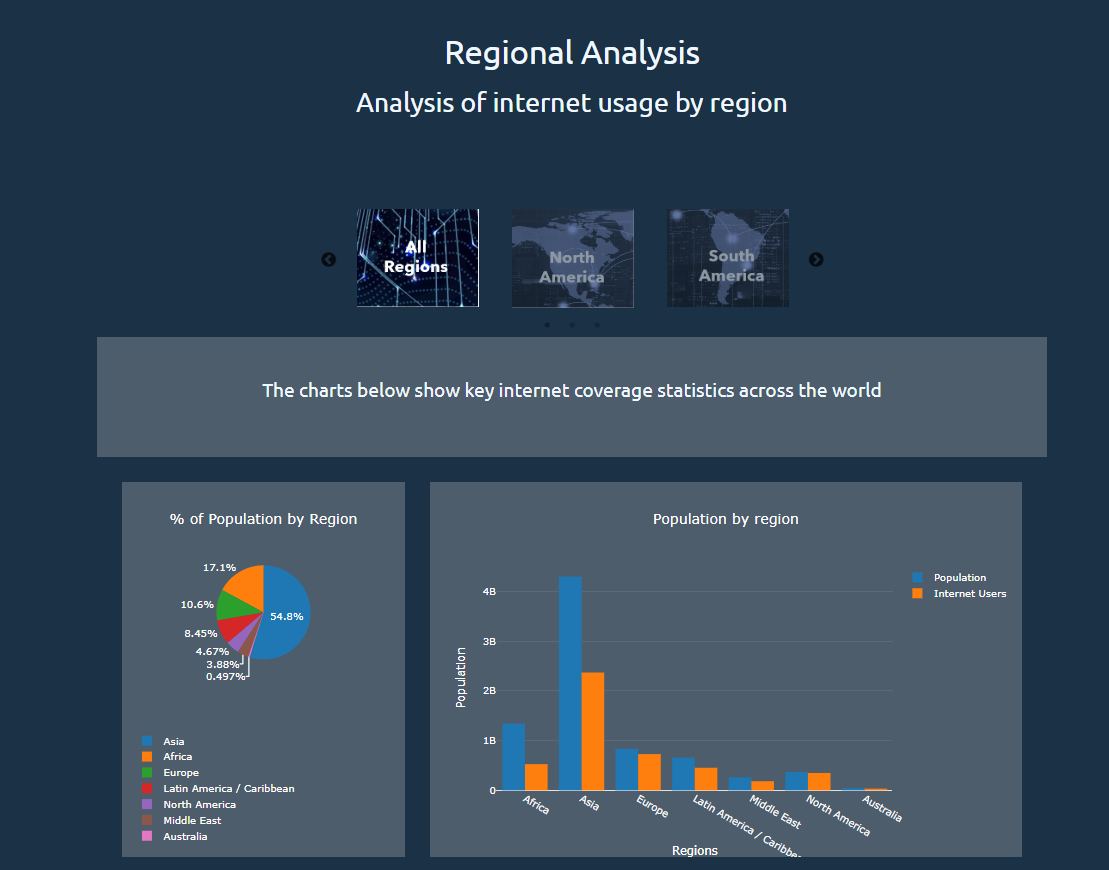 Regional Analysis
Analysis of internet usage by region
All
Regions
North
America
South
America
The charts below show key internet coverage statistics across the world
% of Population by Region
17.1%
10.6%
54.8%
8.45%
4.67%
3.88%
0.497%
Asia
Africa
Europe
Latin America / Caribbean
North America
Middle East
Australia
Population by region
Population
Internet Users
4B
3B
2B
1B
0
Population
Africa
Asia
Europe
Latin America / Caribbe
Middle East
North America
Australia
Regions